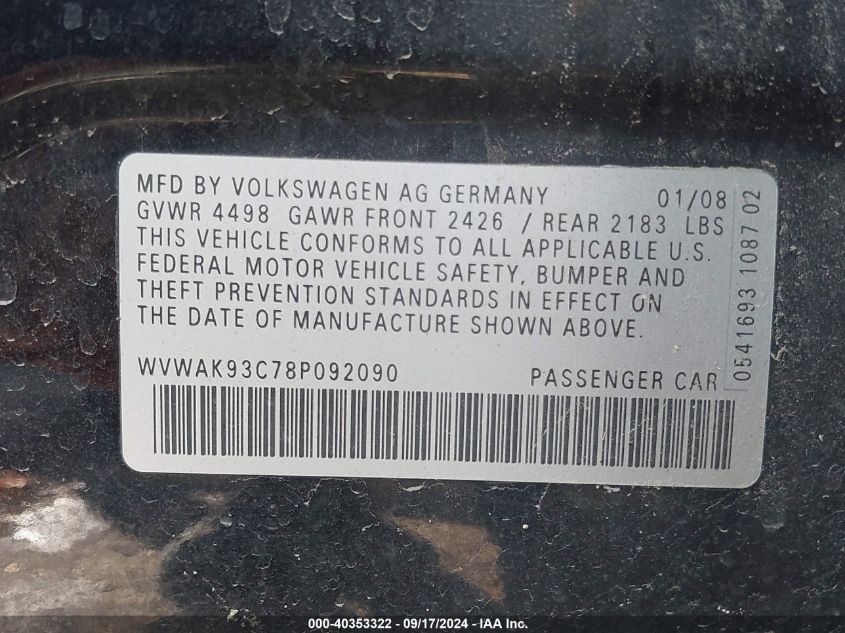 MFD BY VOLKSWAGEN AG GERMANY 01/08
GVWR 4498 GAWR FRONT 2426 / REAR 2183 LBS
THIS VEHICLE CONFORMS TO ALL APPLICABLE U.S.
FEDERAL MOTOR VEHICLE SAFETY, BUMPER AND
THEFT PREVENTION STANDARDS IN EFFECT ON
THE DATE OF MANUFACTURE SHOWN ABOVE.
WVWAK93C78P092090 PASSENGER CAR
0541693 1087 02
000-40353322 - 09/17/2024 - IAA Inc.